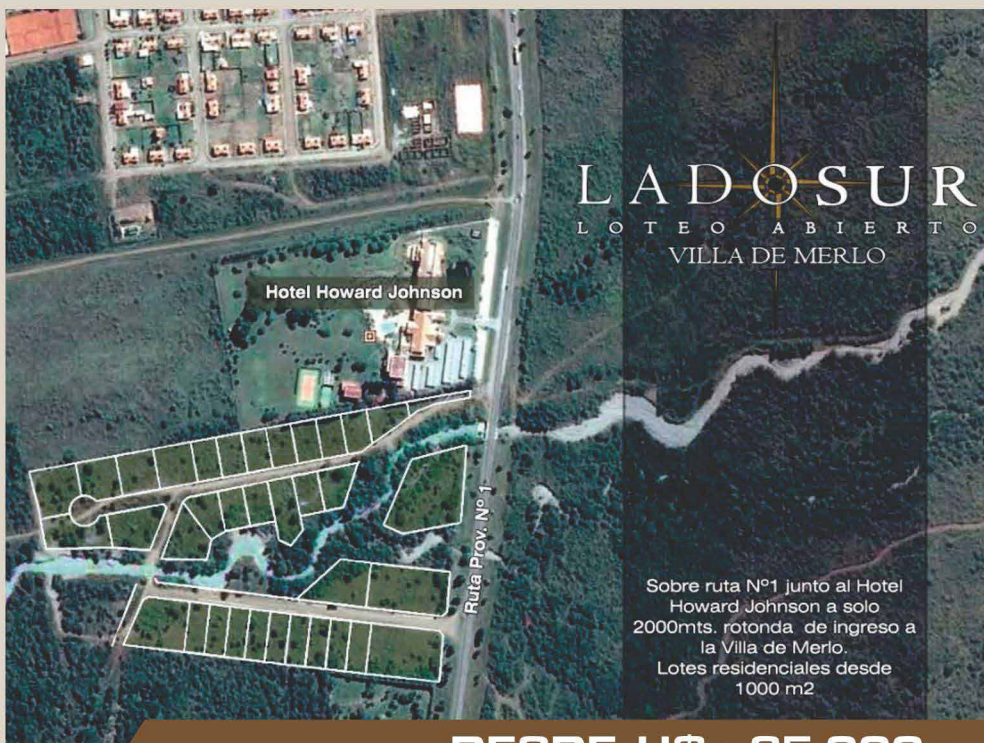 LADOSUR
LOTEO ABIERTO
VILLA DE MERLO
Hotel Howard Johnson
Ruta Prov. Nº 1
Sobre ruta Nº1 junto al Hotel
Howard Johnson a solo
2000mts. rotonda de ingreso a
la Villa de Merlo.
Lotes residenciales desde
1000 m2
DESDE U$